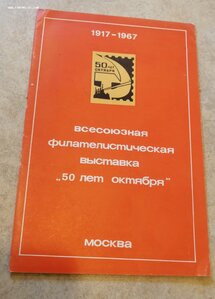 1917-1967
50 лет
октября
всесоюзная
филателистическая
выставка
„50 лет октября"
москва